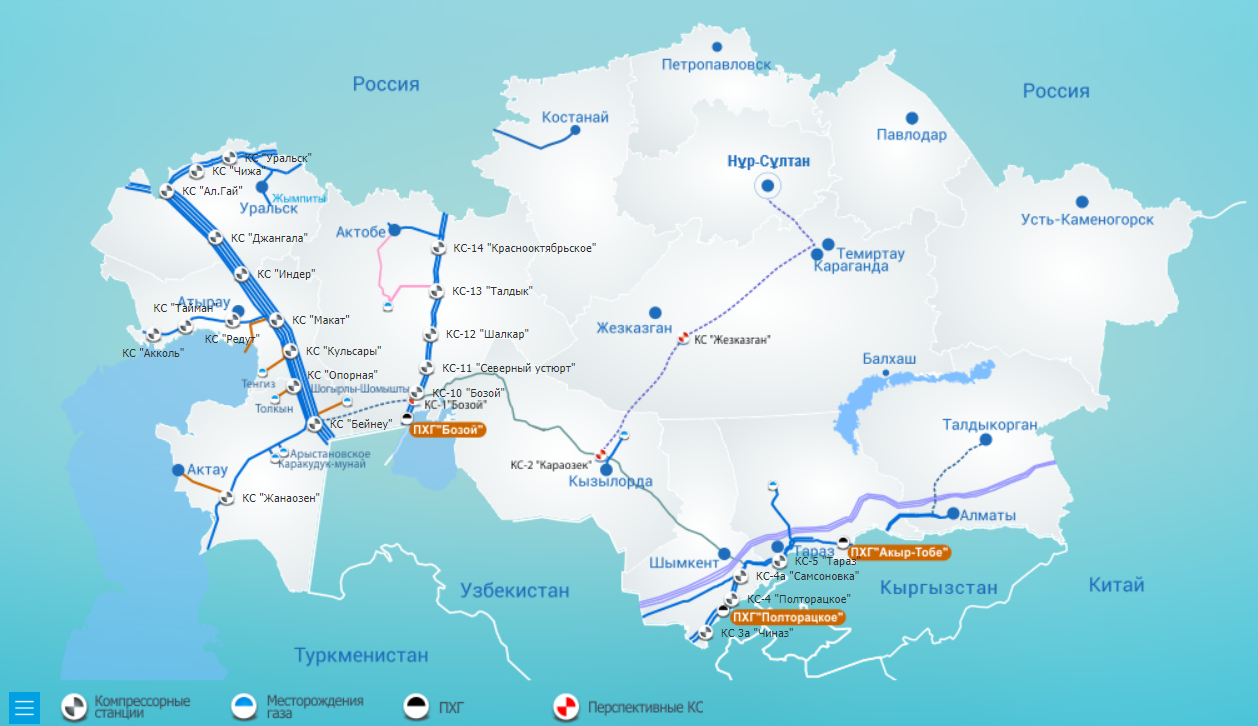 Петропавловск
Россия
Россия
Костанай
Павлодар
Нұр-Сұлтан
КС "Уральск"
КС "Чижа"
КС "Ал.Гай"
Жымпиты
Уральск
Усть-Каменогорск
Актобе
КС "Джангала"
КС-14 "Краснооктябрьское"
Темиртау
Караганда
КС "Индер"
КС-13 "Талдык"
Атырау
КС "Тайман"
КС "Макат"
Жезказган
КС-12 "Шалкар"
КС "Редут"
КС "Жезказган"
КС "Акколь"
КС "Кульсары"
Балхаш
КС-11 "Северный устюрт"
КС "Опорная"
Тенгиз
Шогырлы-Шомышты
КС-10 "Бозой"
КС-1"Бозой"
Толкын
КС "Бейнеу"
ПХГ"Бозой"
Талдыкорган
Арыстановское
Каракудук-мунай
КС-2 "Караозек"
Актау
Кызылорда
КС "Жанаозен"
Алматы
Тараз
ПХГ"Акыр-Тобе"
Шымкент
КС-5 "Тараз"
КС-4а "Самсоновка"
Узбекистан
Кыргызстан
Китай
КС-4 "Полторацкое"
ПХГ"Полторацкое"
КС 3а "Чиназ"
Туркменистан
Компрессорные
станции
Месторождения
газа
ПХГ
Перспективные КС